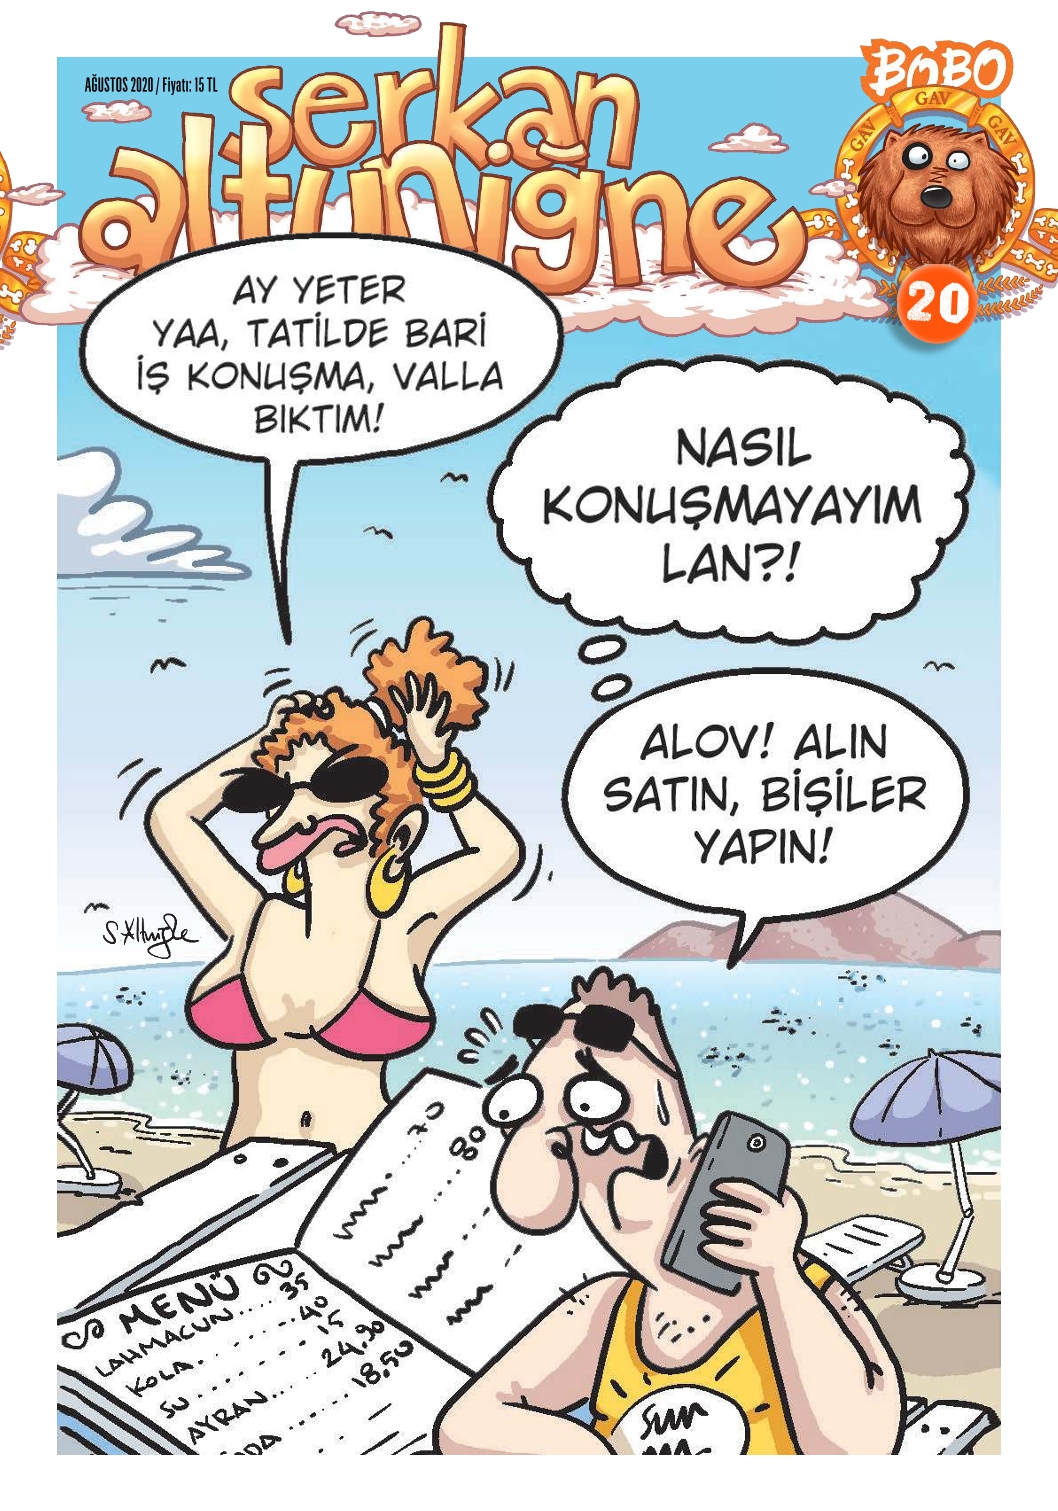 AĞUSTOS 2020 / Fiyatı: 15 TL
serkan
altuniğne
BOBO
GAV
GAV
GAV
20
AY YETER
YAA, TATİLDE BARİ
İŞ KONUŞMA, VALLA
BIKTIM!
NASIL
KONUŞMAYAYIM
LAN?!
ALOV! ALIN
SATIN, BİŞİLER
YAPIN!
S Altuniğne
70
80
MENÜ
LAHMACUN.... 35
KOLA........40
SU........15
AYRAN..... 24,90
ODA.......18,50
sun